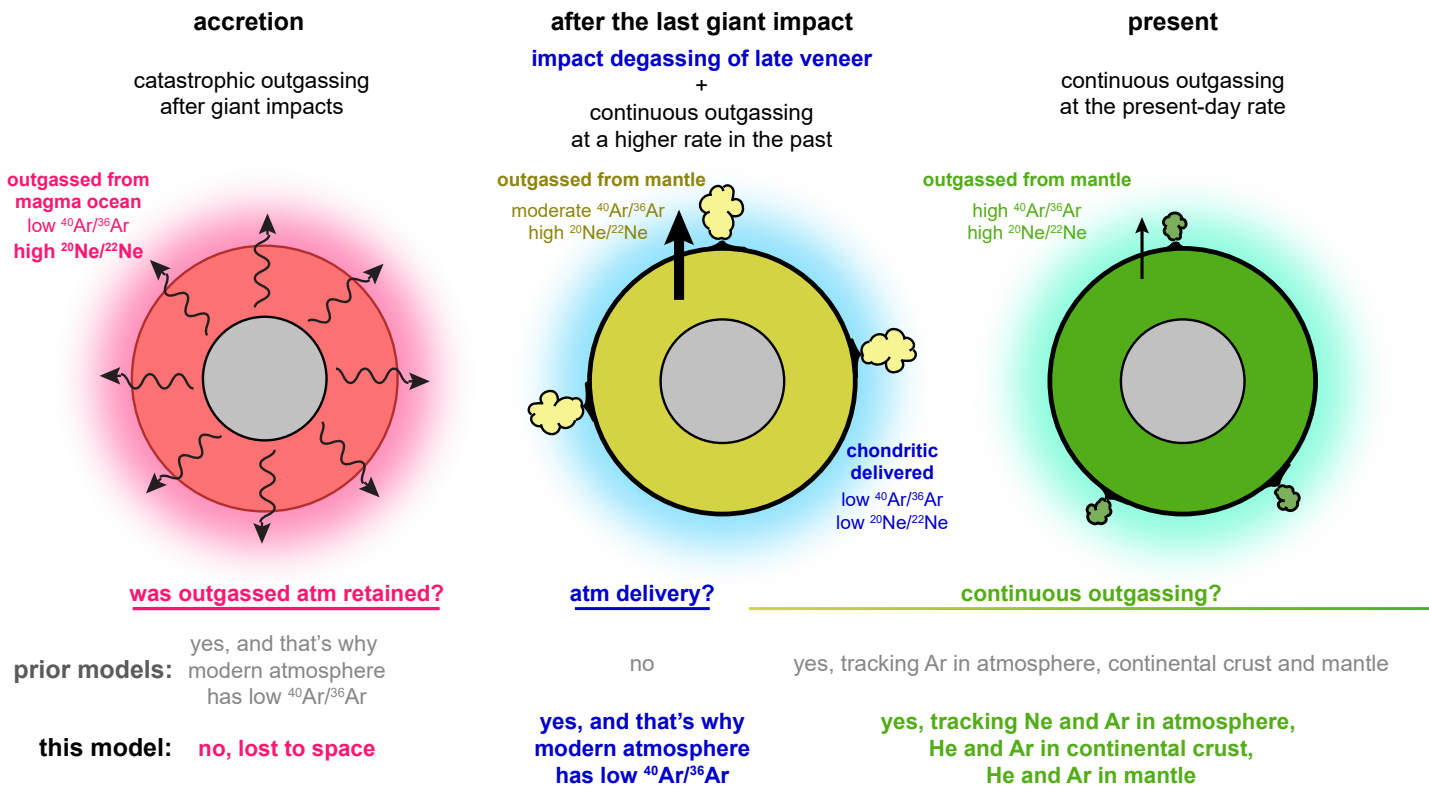 accretion
catastrophic outgassing
after giant impacts
outgassed from
magma ocean
low ⁴⁰Ar/³⁶Ar
high ²⁰Ne/²²Ne
after the last giant impact
impact degassing of late veneer
+
continuous outgassing
at a higher rate in the past
outgassed from mantle
moderate ⁴⁰Ar/³⁶Ar
high ²⁰Ne/²²Ne
chondritic
delivered
low ⁴⁰Ar/³⁶Ar
low ²⁰Ne/²²Ne
present
continuous outgassing
at the present-day rate
outgassed from mantle
high ⁴⁰Ar/³⁶Ar
high ²⁰Ne/²²Ne
was outgassed atm retained?
atm delivery?
continuous outgassing?
prior models:
yes, and that's why
modern atmosphere
has low ⁴⁰Ar/³⁶Ar
no
yes, tracking Ar in atmosphere, continental crust and mantle
this model:
no, lost to space
yes, and that's why
modern atmosphere
has low ⁴⁰Ar/³⁶Ar
yes, tracking Ne and Ar in atmosphere,
He and Ar in continental crust,
He and Ar in mantle